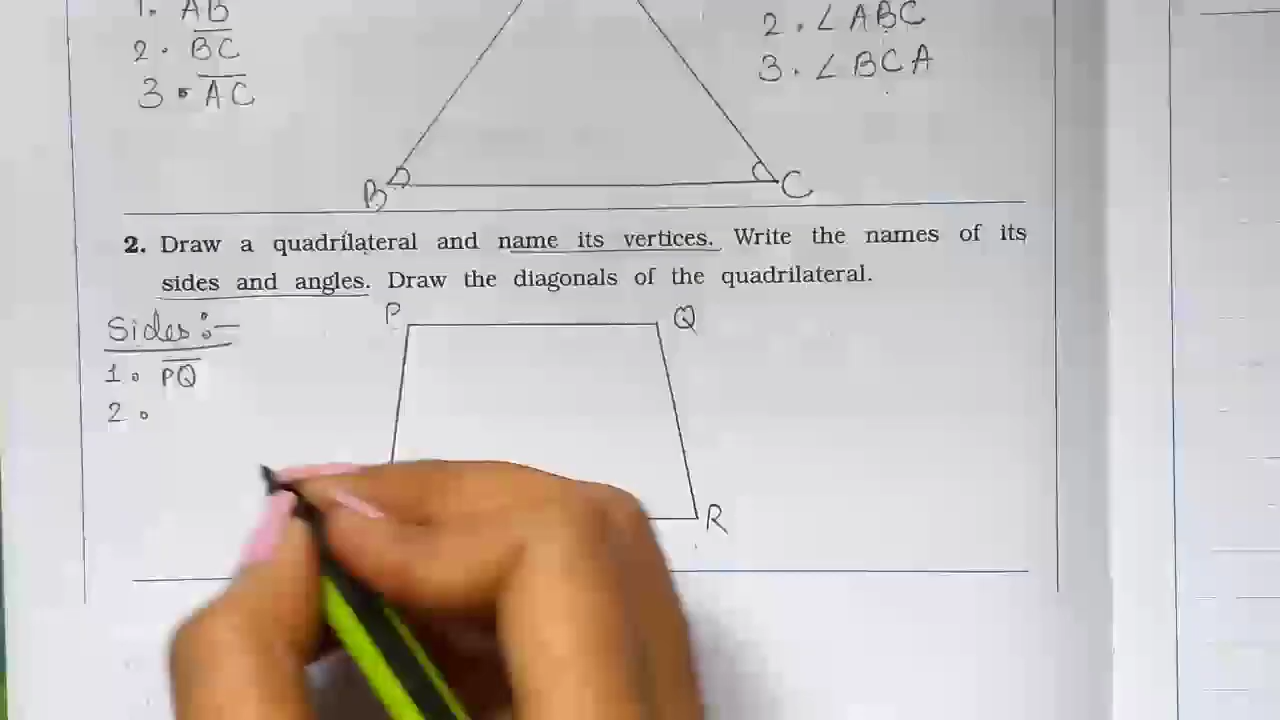 1. AB
2. BC
3. AC
2. ∠ABC
3. ∠BCA
B
C
2. Draw a quadrilateral and name its vertices. Write the names of its
sides and angles. Draw the diagonals of the quadrilateral.
Sides :-
1. PQ
2.
P
Q
R